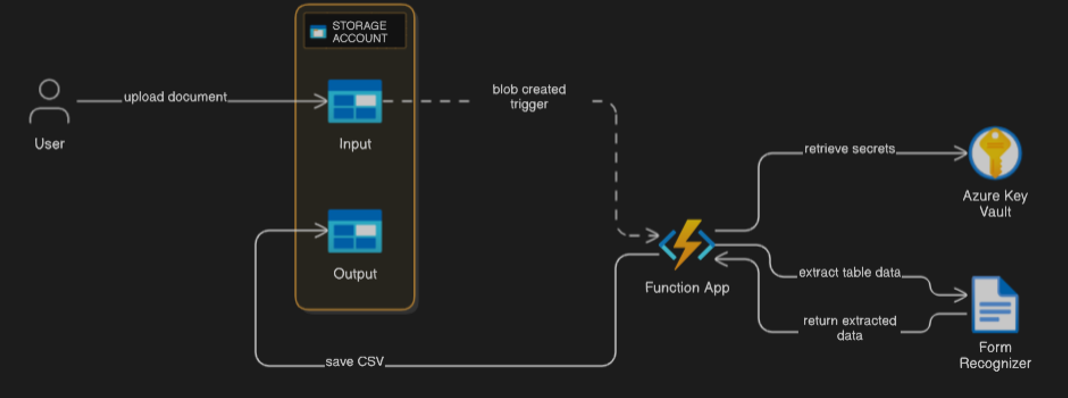 STORAGE
ACCOUNT
upload document
blob created
trigger
User
Input
retrieve secrets
Azure Key
Vault
Output
Function App
extract table data
return extracted
data
Form
Recognizer
save CSV